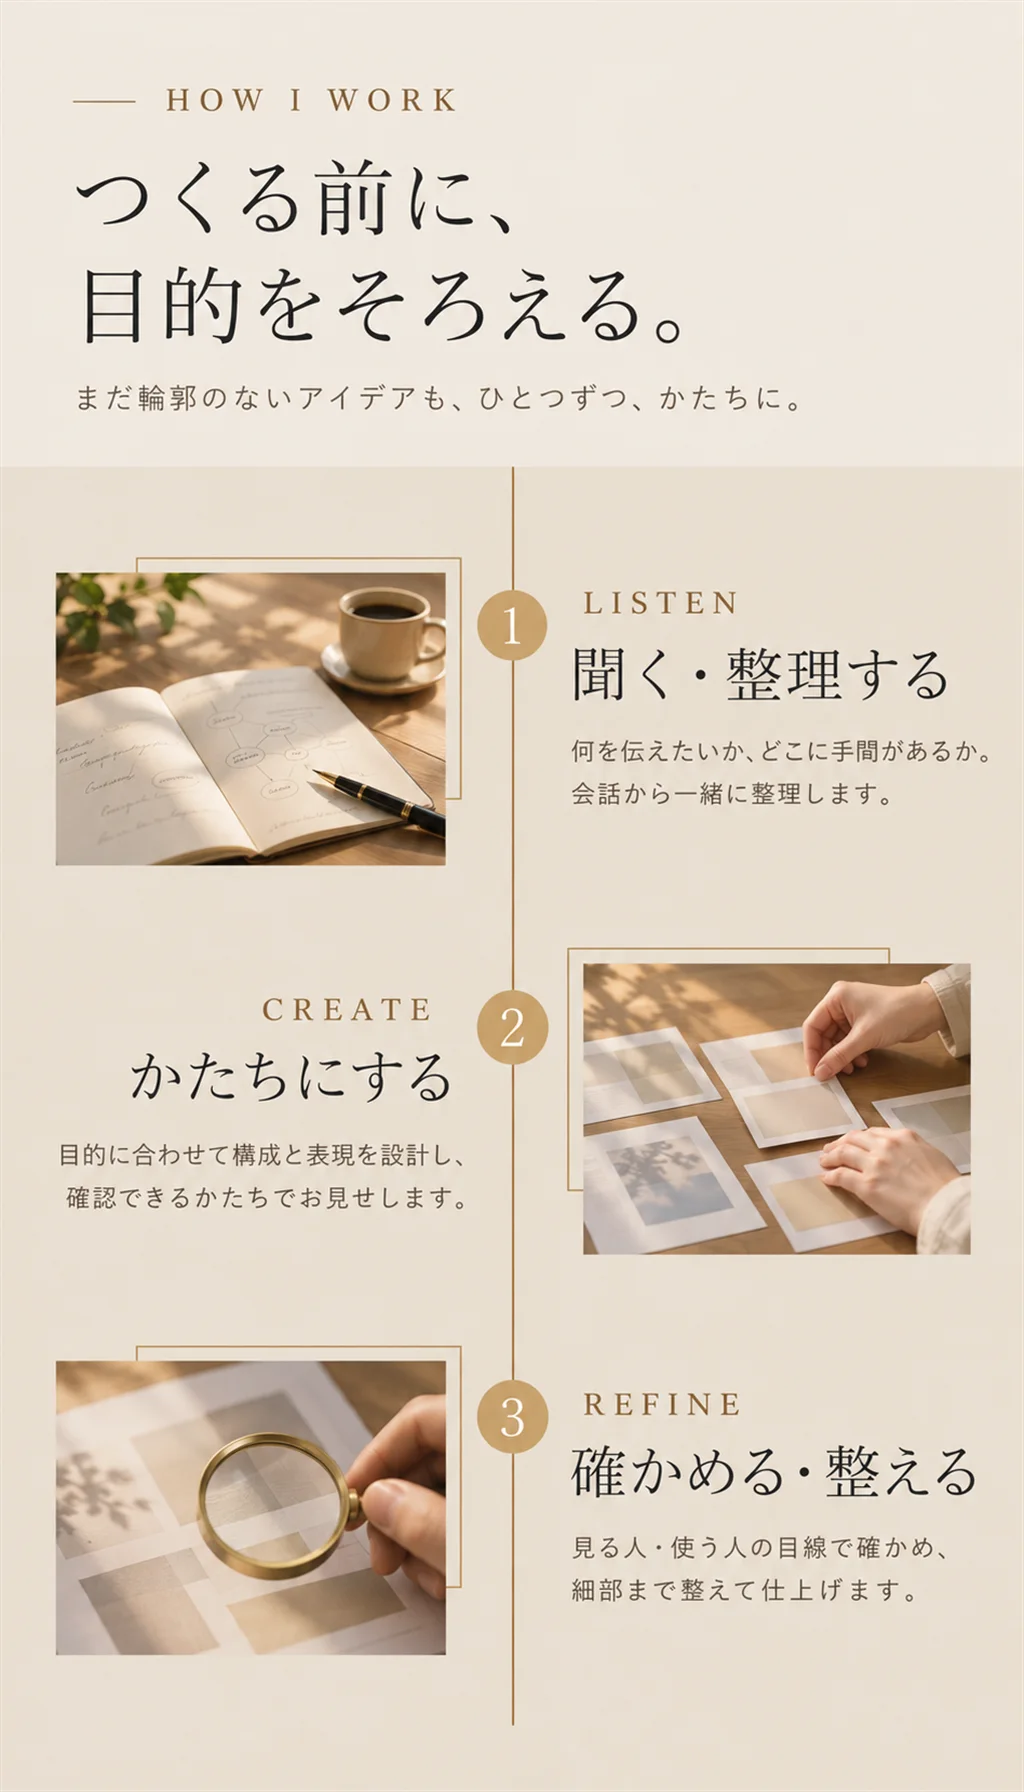 HOW I WORK
つくる前に、
目的をそろえる。
まだ輪郭のないアイデアも、ひとつずつ、かたちに。
1
LISTEN
聞く・整理する
何を伝えたいか、どこに手間があるか。
会話から一緒に整理します。
CREATE
2
かたちにする
目的に合わせて構成と表現を設計し、
確認できるかたちでお見せします。
3
REFINE
確かめる・整える
見る人・使う人の目線で確かめ、
細部まで整えて仕上げます。